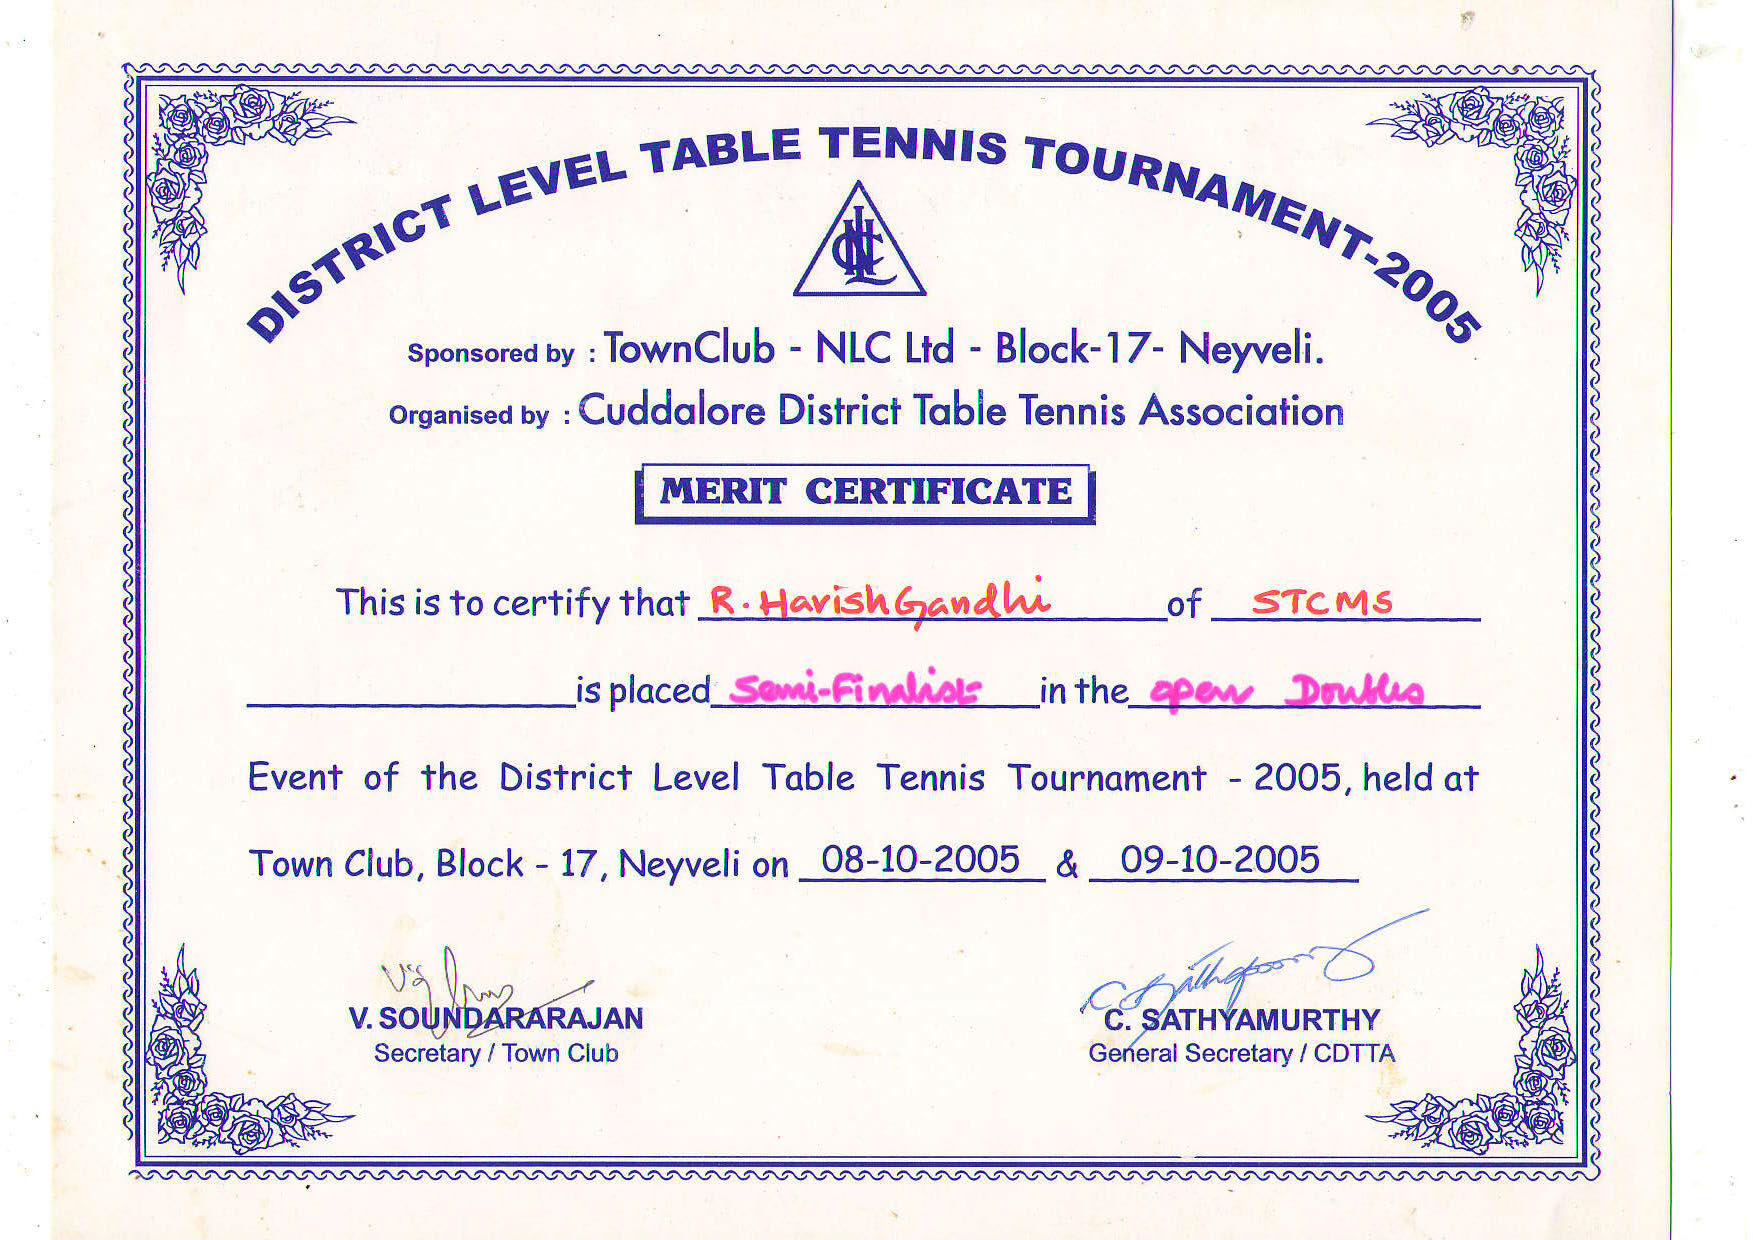 DISTRICT LEVEL TABLE TENNIS TOURNAMENT-2005
NLC
Sponsored by : TownClub - NLC Ltd - Block-17- Neyveli.
Organised by : Cuddalore District Table Tennis Association
MERIT CERTIFICATE
This is to certify that R. Harish Gandhi of STCMS
is placed Semi-Finalist in the open Doubles
Event of the District Level Table Tennis Tournament - 2005, held at
Town Club, Block - 17, Neyveli on 08-10-2005 & 09-10-2005
V. SOUNDARARAJAN
Secretary / Town Club
C. SATHYAMURTHY
General Secretary / CDTTA